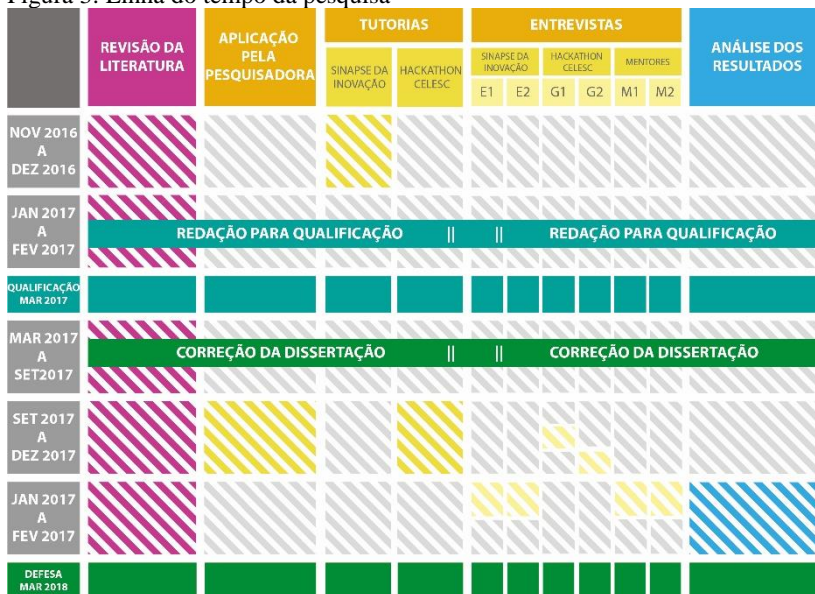 Figura 3: Linha do tempo da pesquisa
REVISÃO DA
LITERATURA
APLICAÇÃO
PELA
PESQUISADORA
TUTORIAS
SINAPSE DA
INOVAÇÃO
HACKATHON
CELESC
ENTREVISTAS
SINAPSE DA
INOVAÇÃO
HACKATHON
CELESC
MENTORES
E1 E2 G1 G2 M1 M2
ANÁLISE DOS
RESULTADOS
NOV 2016
A
DEZ 2016
JAN 2017
A
FEV 2017
REDAÇÃO PARA QUALIFICAÇÃO || || REDAÇÃO PARA QUALIFICAÇÃO
QUALIFICAÇÃO
MAR 2017
MAR 2017
A
SET2017
CORREÇÃO DA DISSERTAÇÃO || || CORREÇÃO DA DISSERTAÇÃO
SET 2017
A
DEZ 2017
JAN 2017
A
FEV 2017
DEFESA
MAR 2018